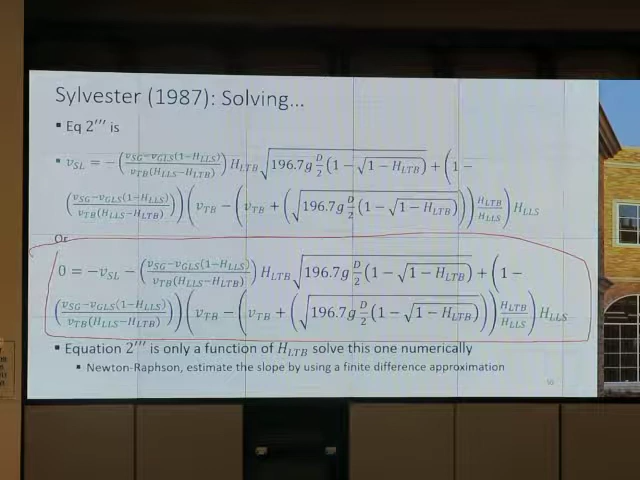 Sylvester (1987): Solving...
▪ Eq 2''' is
▪ v_SL = −((v_SG−v_GLS(1−H_LLS))/(v_TB(H_LLS−H_LTB))) H_LTB √(196.7g D/2 (1 − √(1 − H_LTB))) + (1 −
((v_SG−v_GLS(1−H_LLS))/(v_TB(H_LLS−H_LTB)))) (v_TB − (v_TB + (√(196.7g D/2 (1 − √(1 − H_LTB))))) H_LTB/H_LLS) H_LLS
Or
0 = −v_SL − ((v_SG−v_GLS(1−H_LLS))/(v_TB(H_LLS−H_LTB))) H_LTB √(196.7g D/2 (1 − √(1 − H_LTB))) + (1 −
((v_SG−v_GLS(1−H_LLS))/(v_TB(H_LLS−H_LTB)))) (v_TB − (v_TB + (√(196.7g D/2 (1 − √(1 − H_LTB))))) H_LTB/H_LLS) H_LLS
▪ Equation 2''' is only a function of H_LTB solve this one numerically
▪ Newton-Raphson, estimate the slope by using a finite difference approximation